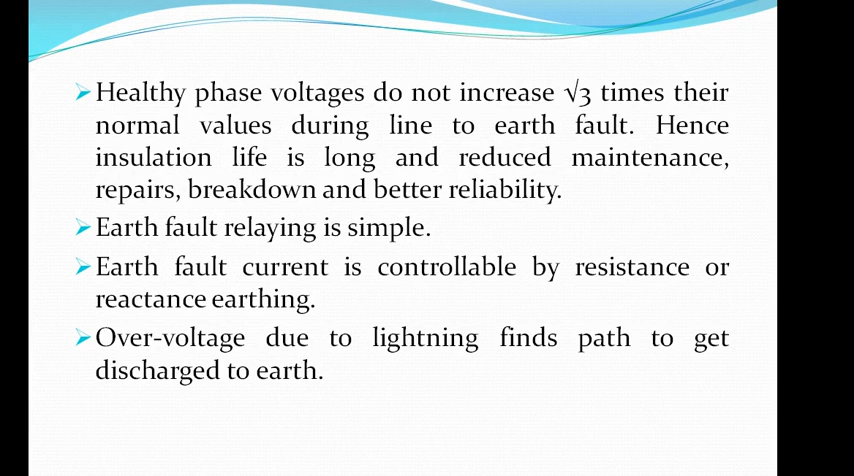 Healthy phase voltages do not increase √3 times their
normal values during line to earth fault. Hence
insulation life is long and reduced maintenance,
repairs, breakdown and better reliability.
Earth fault relaying is simple.
Earth fault current is controllable by resistance or
reactance earthing.
Over-voltage due to lightning finds path to get
discharged to earth.